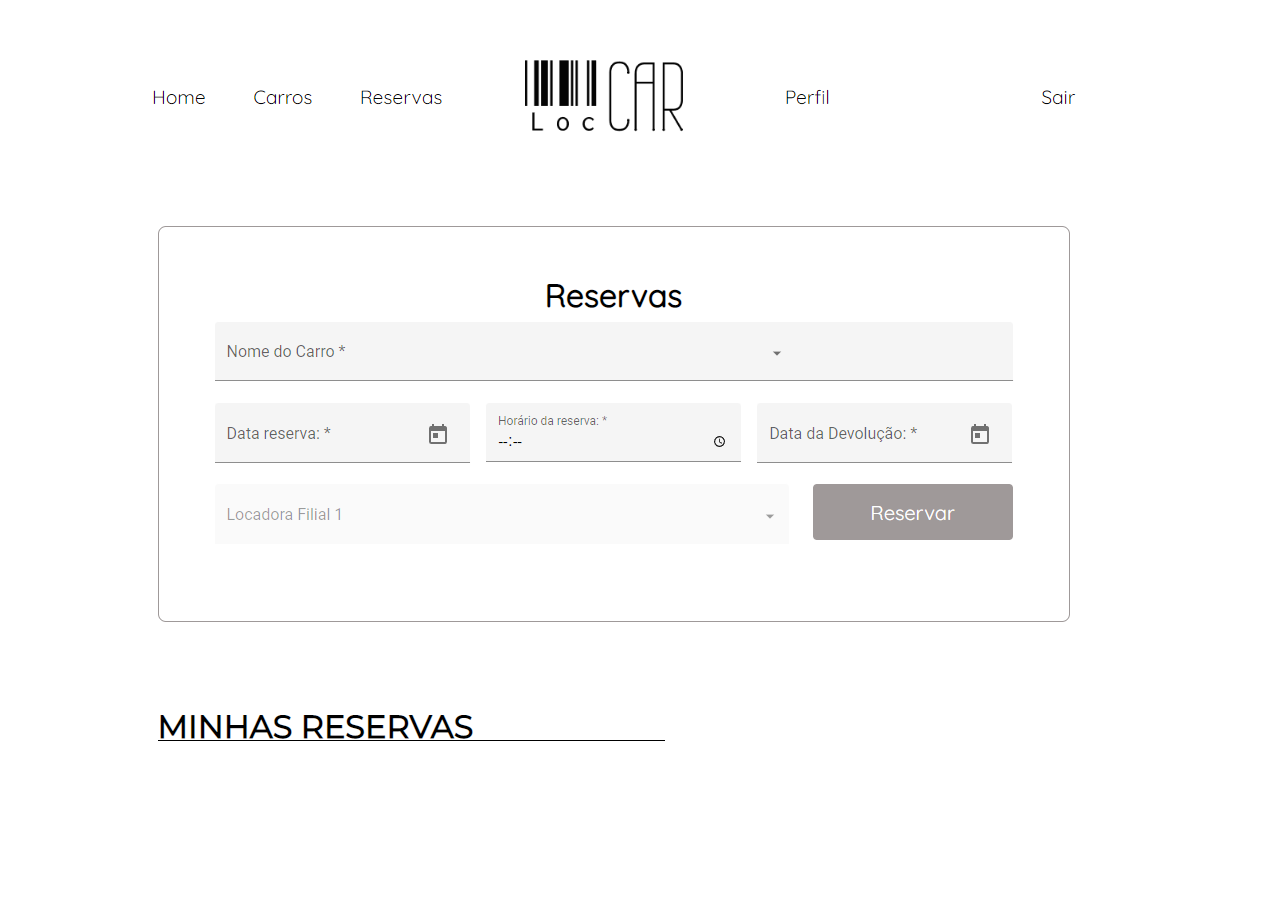 Home Carros Reservas Loc CAR Perfil Sair
Reservas
Nome do Carro *
Data reserva: * Horário da reserva: * --:-- Data da Devolução: *
Locadora Filial 1 Reservar
MINHAS RESERVAS